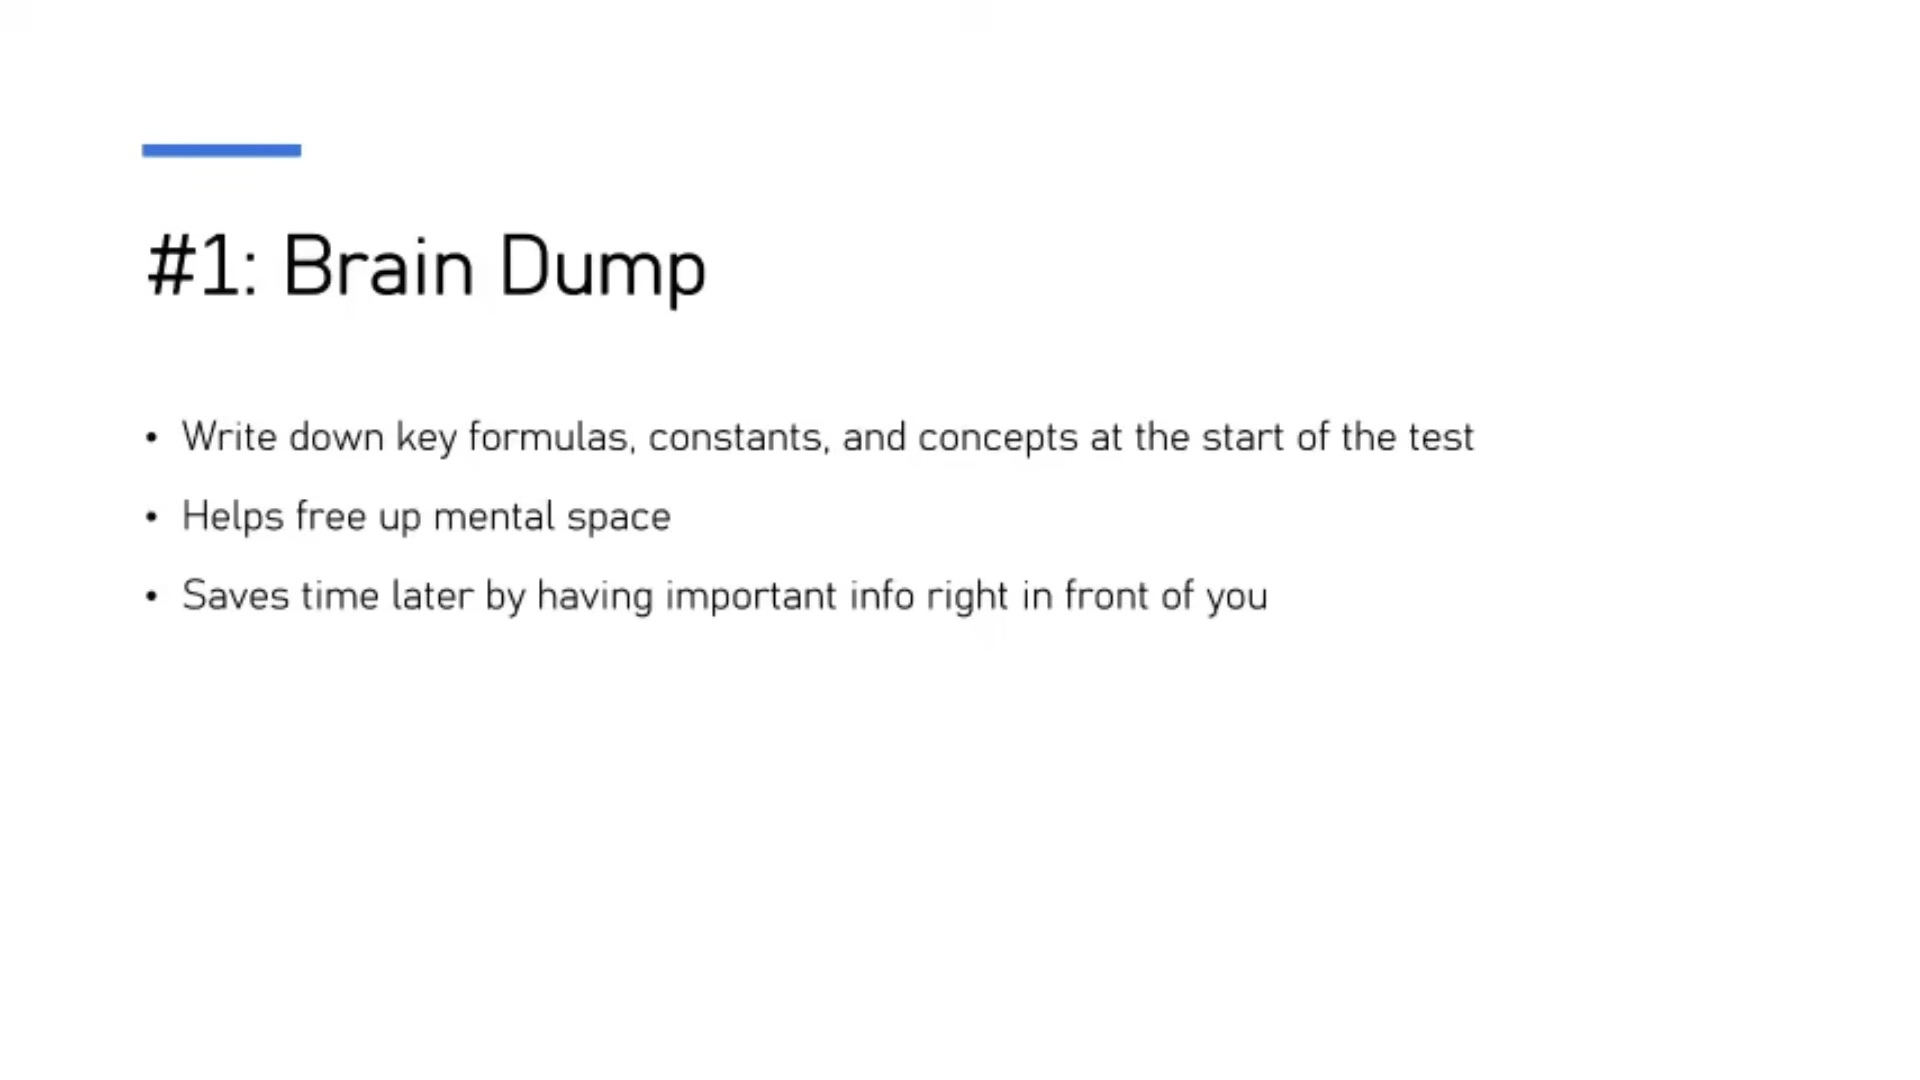 #1: Brain Dump
• Write down key formulas, constants, and concepts at the start of the test
• Helps free up mental space
• Saves time later by having important info right in front of you